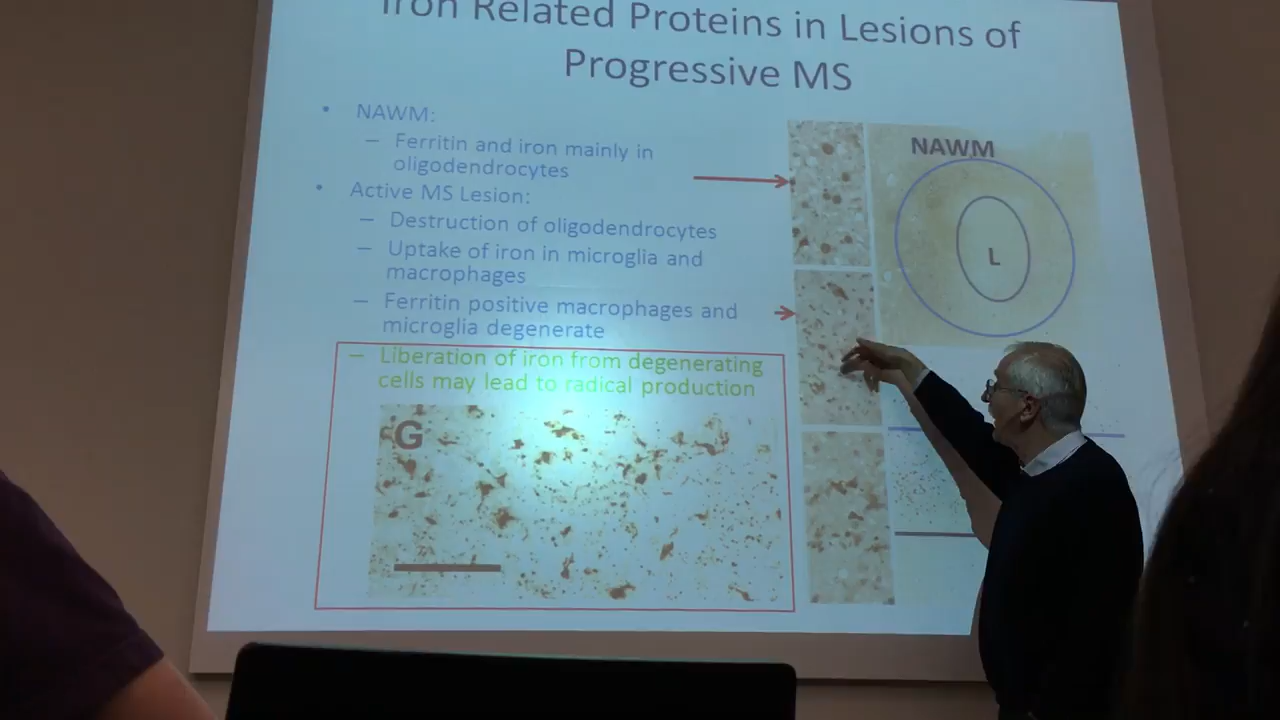 Iron Related Proteins in Lesions of
Progressive MS
• NAWM:
– Ferritin and iron mainly in
oligodendrocytes
• Active MS Lesion:
– Destruction of oligodendrocytes
– Uptake of iron in microglia and
macrophages
– Ferritin positive macrophages and
microglia degenerate
– Liberation of iron from degenerating
cells may lead to radical production
G
NAWM
L